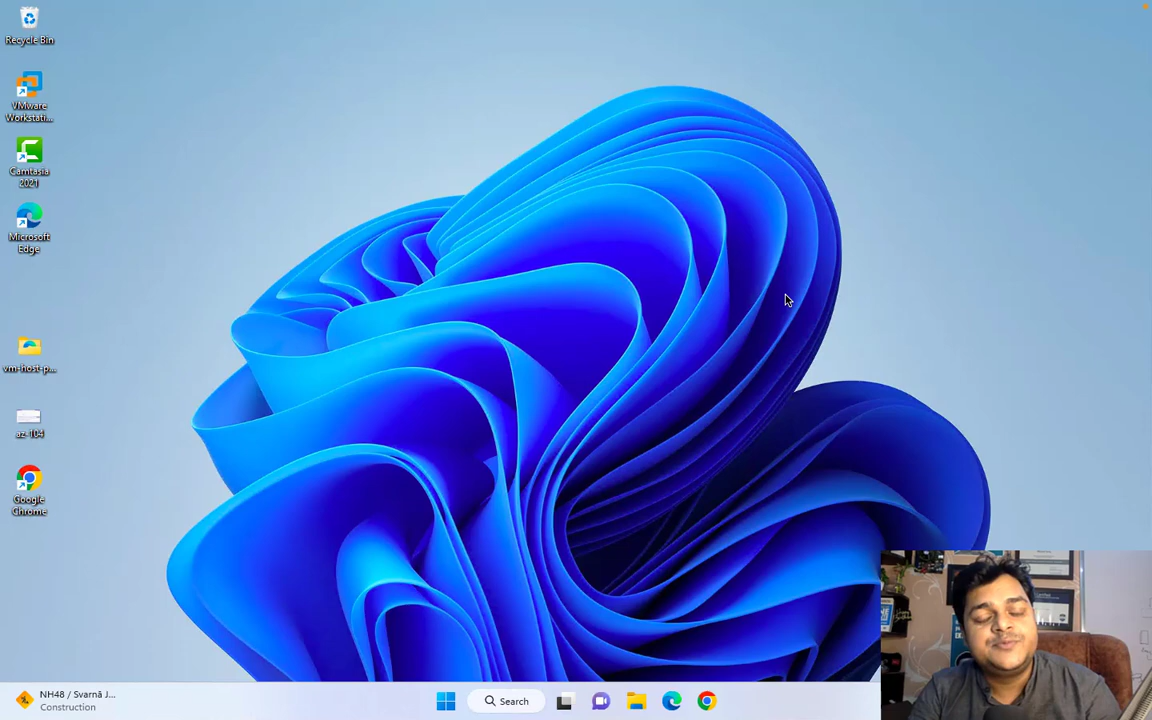 Recycle Bin
VMware
Workstati...
Camtasia
2021
Microsoft
Edge
vm-host-p...
az-104
Google
Chrome
NH48 / Svarnā J...
Construction
Search